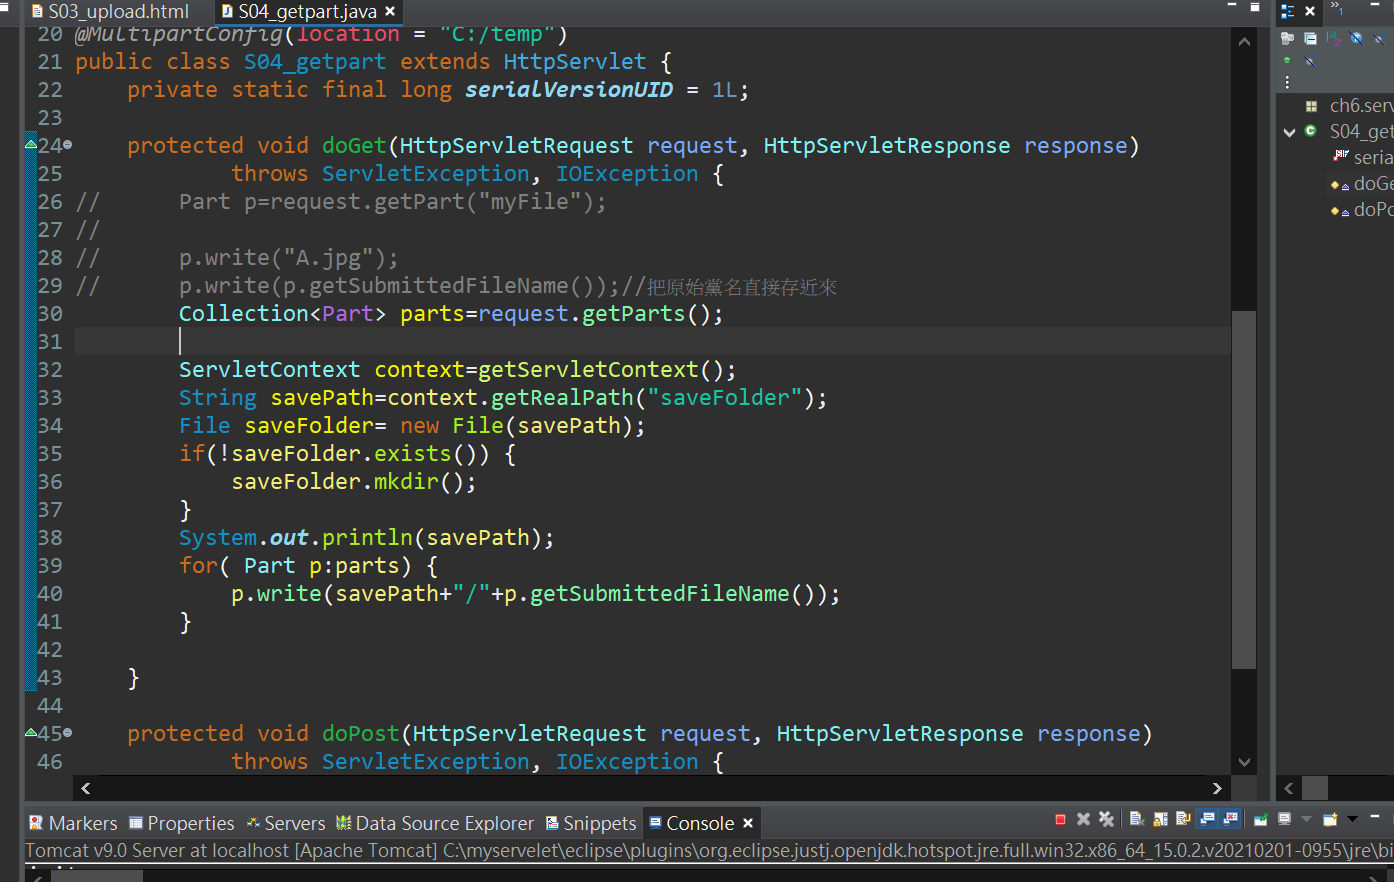 S03_upload.html
S04_getpart.java
20 @MultipartConfig(location = "C:/temp")
21 public class S04_getpart extends HttpServlet {
22 private static final long serialVersionUID = 1L;
23
24 protected void doGet(HttpServletRequest request, HttpServletResponse response)
25 throws ServletException, IOException {
26 // Part p=request.getPart("myFile");
27 //
28 // p.write("A.jpg");
29 // p.write(p.getSubmittedFileName());//把原始黨名直接存近來
30 Collection<Part> parts=request.getParts();
31
32 ServletContext context=getServletContext();
33 String savePath=context.getRealPath("saveFolder");
34 File saveFolder= new File(savePath);
35 if(!saveFolder.exists()) {
36 saveFolder.mkdir();
37 }
38 System.out.println(savePath);
39 for( Part p:parts) {
40 p.write(savePath+"/"+p.getSubmittedFileName());
41 }
42
43 }
44
45 protected void doPost(HttpServletRequest request, HttpServletResponse response)
46 throws ServletException, IOException {
ch6.serv
S04_get
seria
doGe
doPo
Markers Properties Servers Data Source Explorer Snippets Console
Tomcat v9.0 Server at localhost [Apache Tomcat] C:\myservelet\eclipse\plugins\org.eclipse.justj.openjdk.hotspot.jre.full.win32.x86_64_15.0.2.v20210201-0955\jre\bi